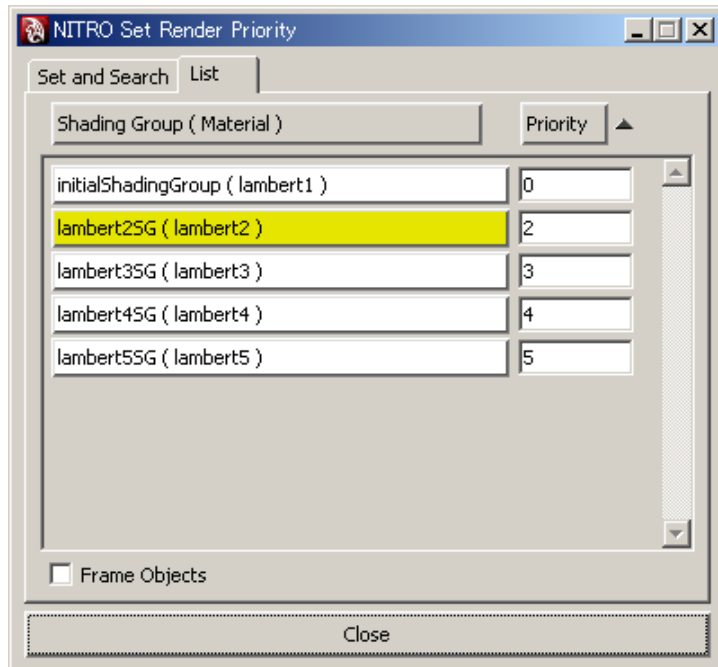 NITRO Set Render Priority
Set and Search List
Shading Group ( Material ) Priority
initialShadingGroup ( lambert1 ) 0
lambert2SG ( lambert2 ) 2
lambert3SG ( lambert3 ) 3
lambert4SG ( lambert4 ) 4
lambert5SG ( lambert5 ) 5
Frame Objects
Close